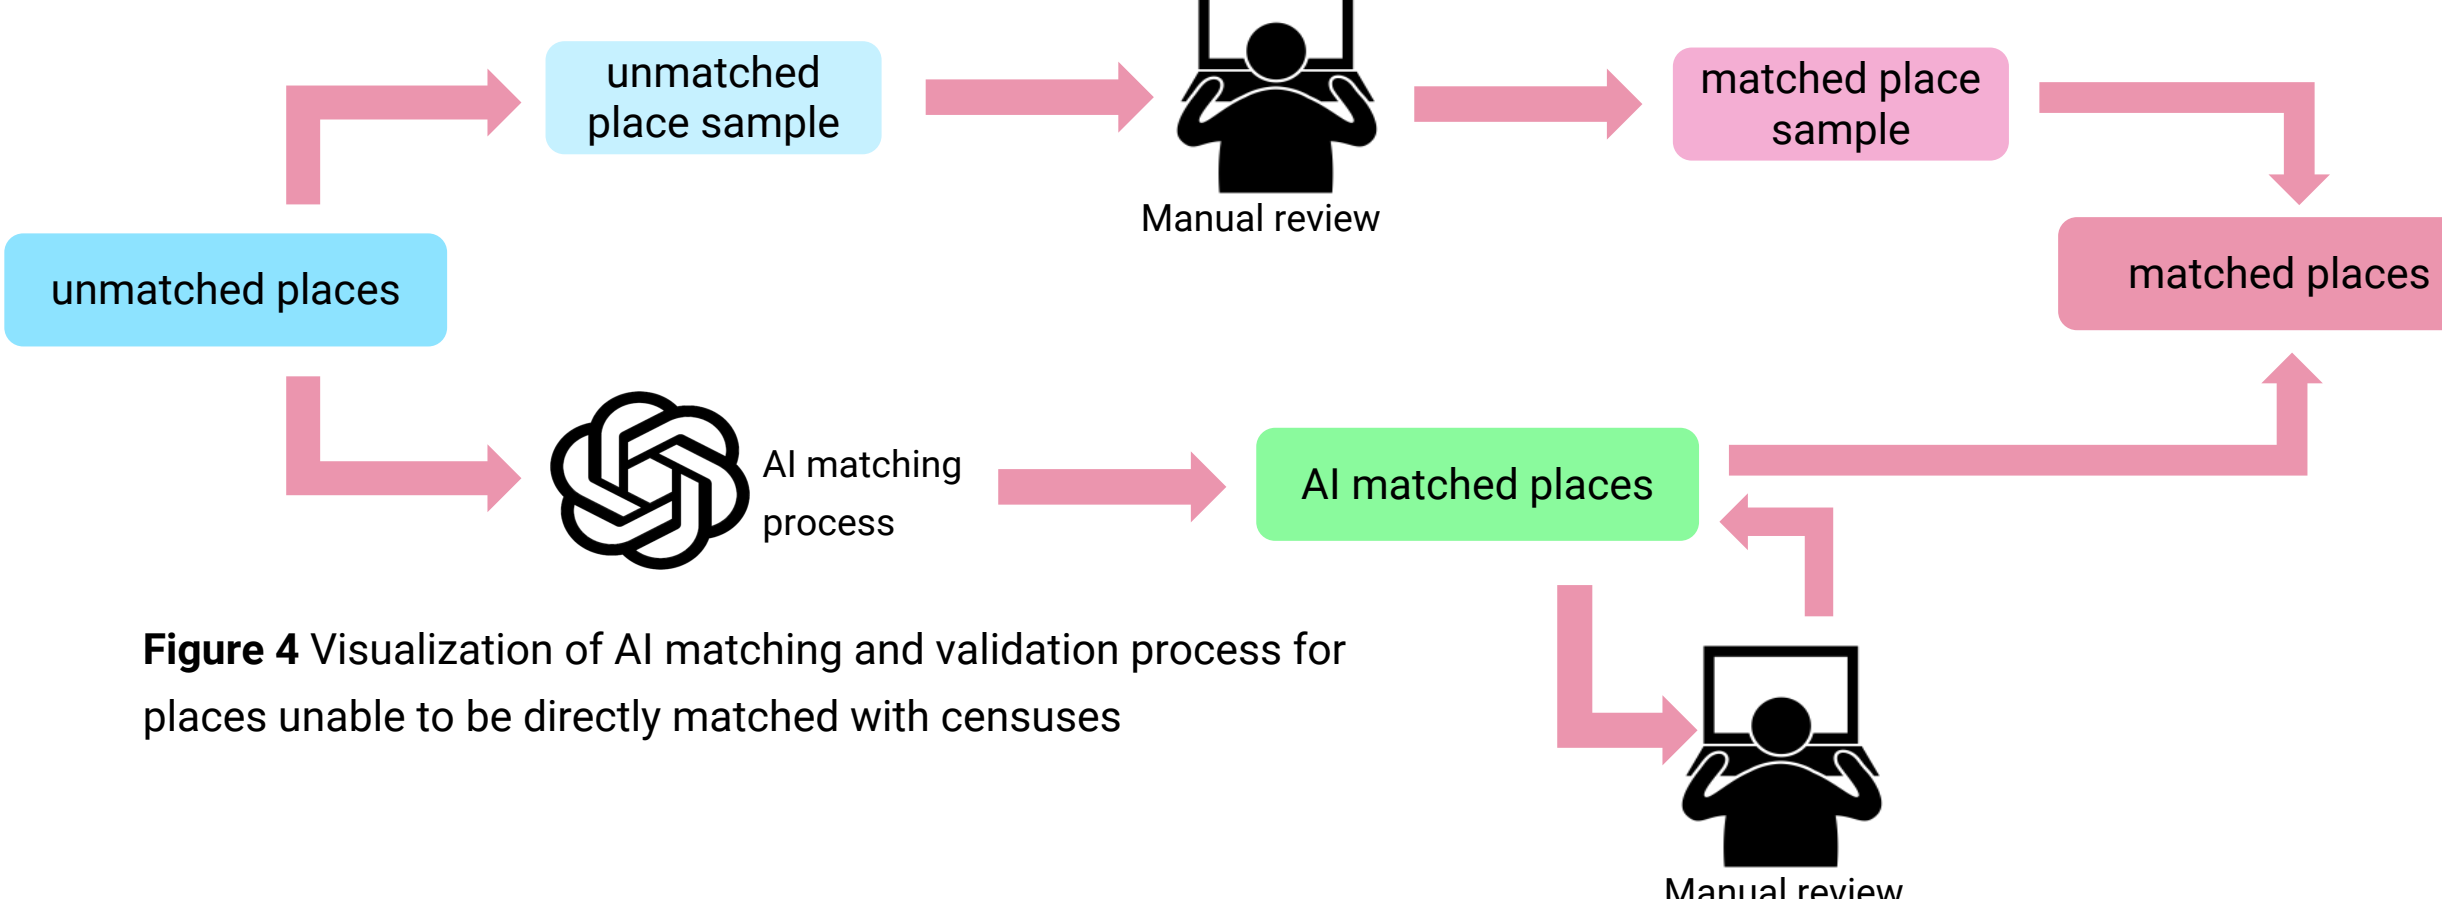 unmatched
place sample
Manual review
matched place
sample
unmatched places
matched places
AI matching
process
AI matched places
Figure 4 Visualization of AI matching and validation process for
places unable to be directly matched with censuses
Manual review